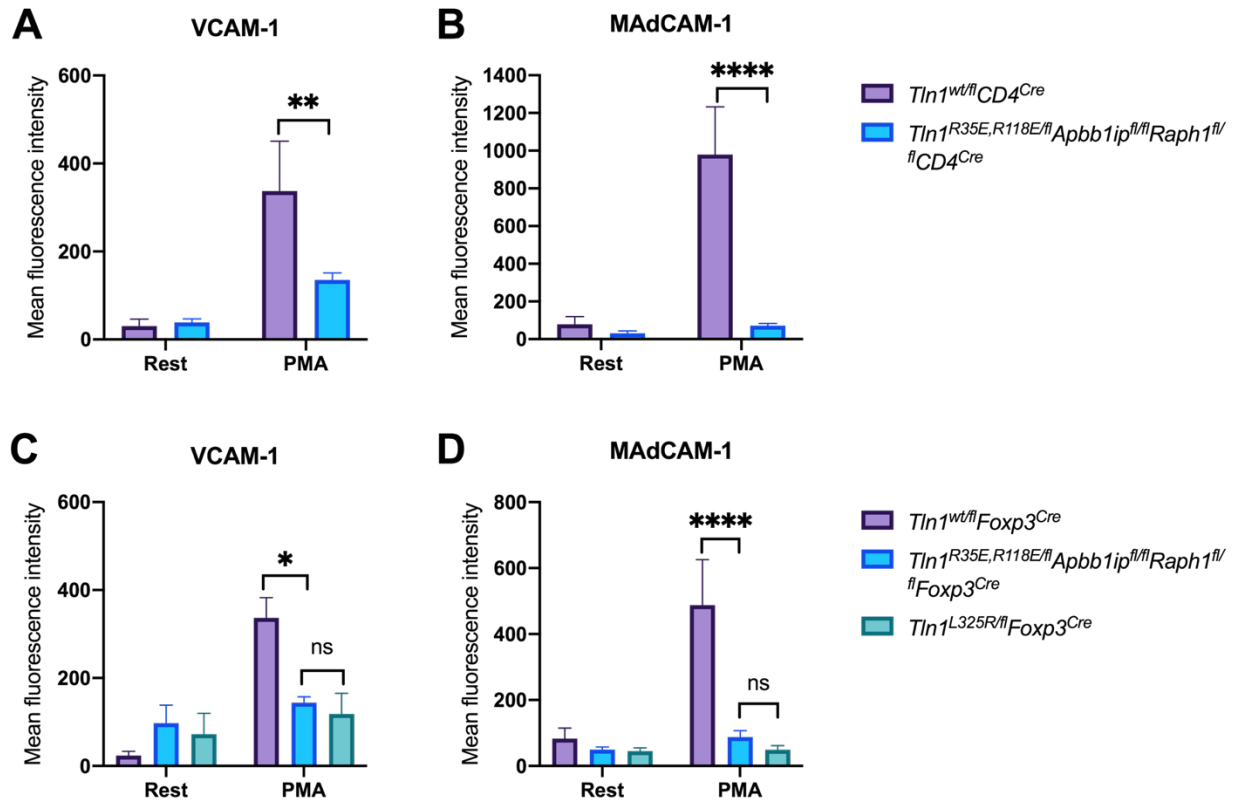 A
VCAM-1
Mean fluorescence intensity
600
400
200
0
**
Rest
PMA
B
MAdCAM-1
Mean fluorescence intensity
1400
1200
1000
800
600
400
200
0
****
Rest
PMA
Tln1wt/flCD4Cre
Tln1R35E,R118E/flApbb1ipfl/flRaph1fl/
flCD4Cre
C
VCAM-1
Mean fluorescence intensity
600
400
200
0
*
ns
Rest
PMA
D
MAdCAM-1
Mean fluorescence intensity
800
600
400
200
0
****
ns
Rest
PMA
Tln1wt/flFoxp3Cre
Tln1R35E,R118E/flApbb1ipfl/flRaph1fl/
flFoxp3Cre
Tln1L325R/flFoxp3Cre